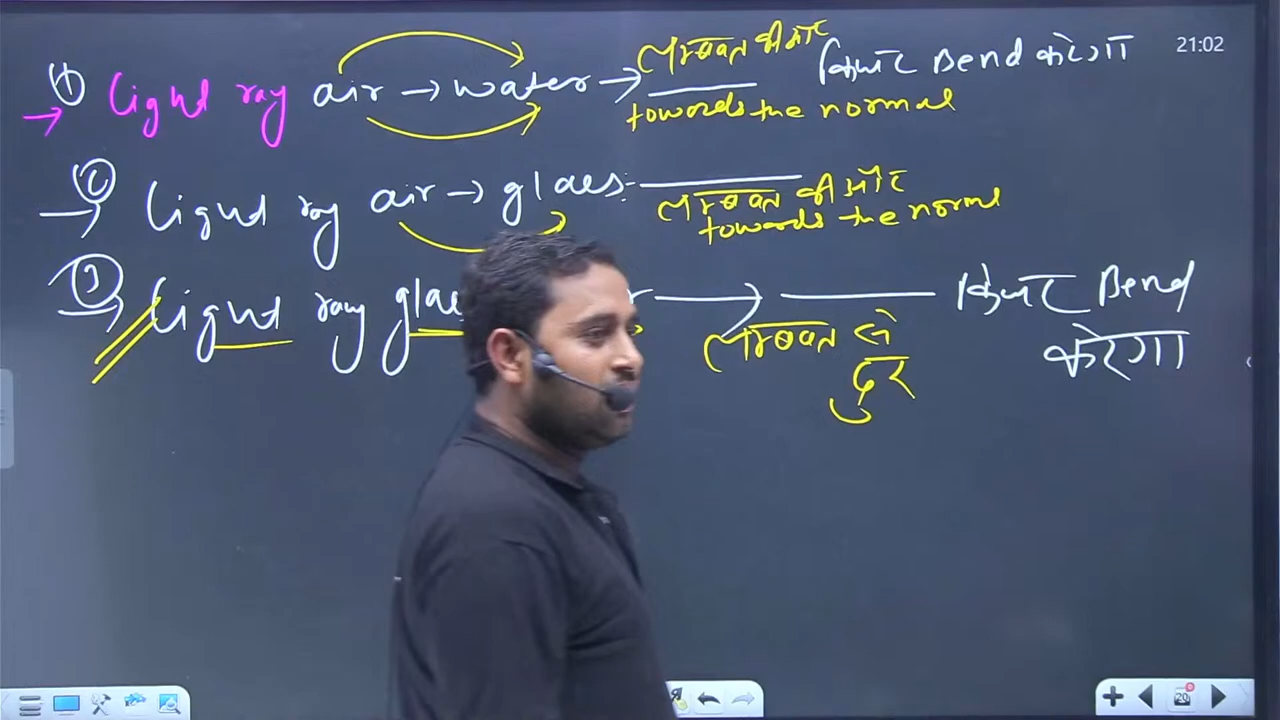 21:02
① Light ray air → water → लम्बवत की ओर किधर Bend करेगा
towards the normal
② Light ray air → glass:- लम्बवत की ओर
towards the normal
③ Light ray किधर Bend
लम्बवत से करेगा
दुर
20